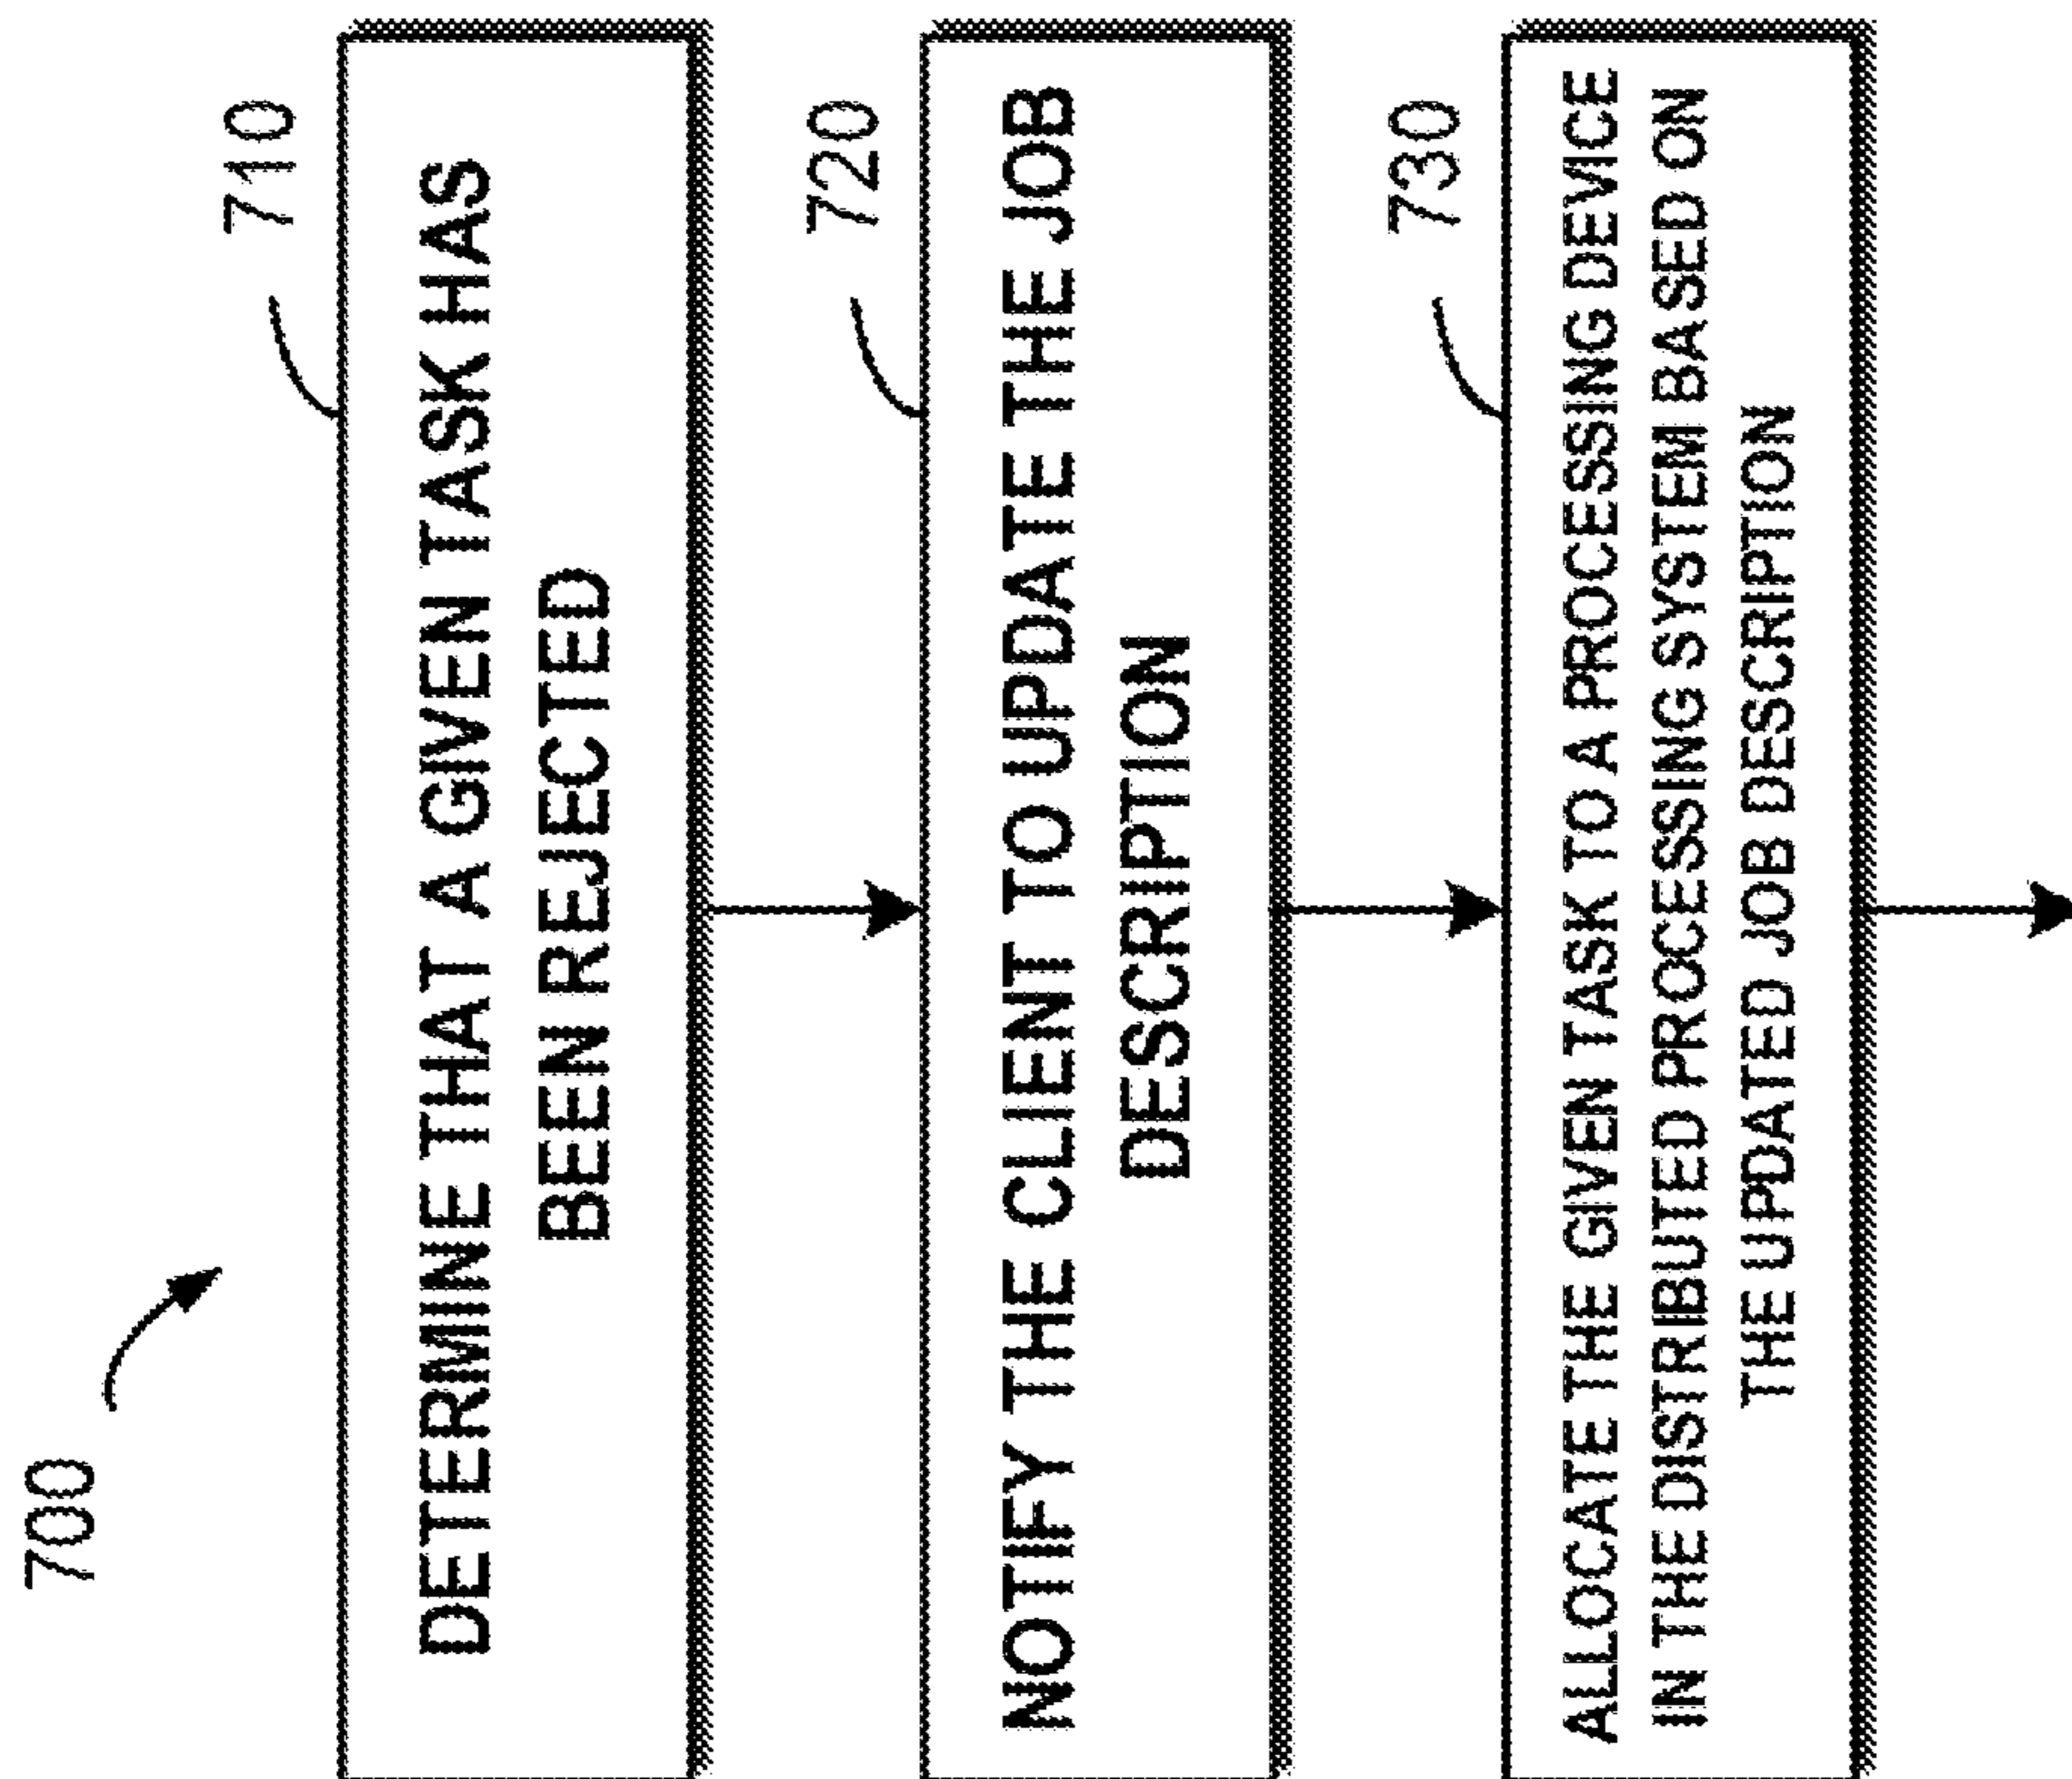 700
710
DETERMINE THAT A GIVEN TASK HAS
BEEN REJECTED
720
NOTIFY THE CLIENT TO UPDATE THE JOB
DESCRIPTION
730
ALLOCATE THE GIVEN TASK TO A PROCESSING DEVICE
IN THE DISTRIBUTED PROCESSING SYSTEM BASED ON
THE UPDATED JOB DESCRIPTION